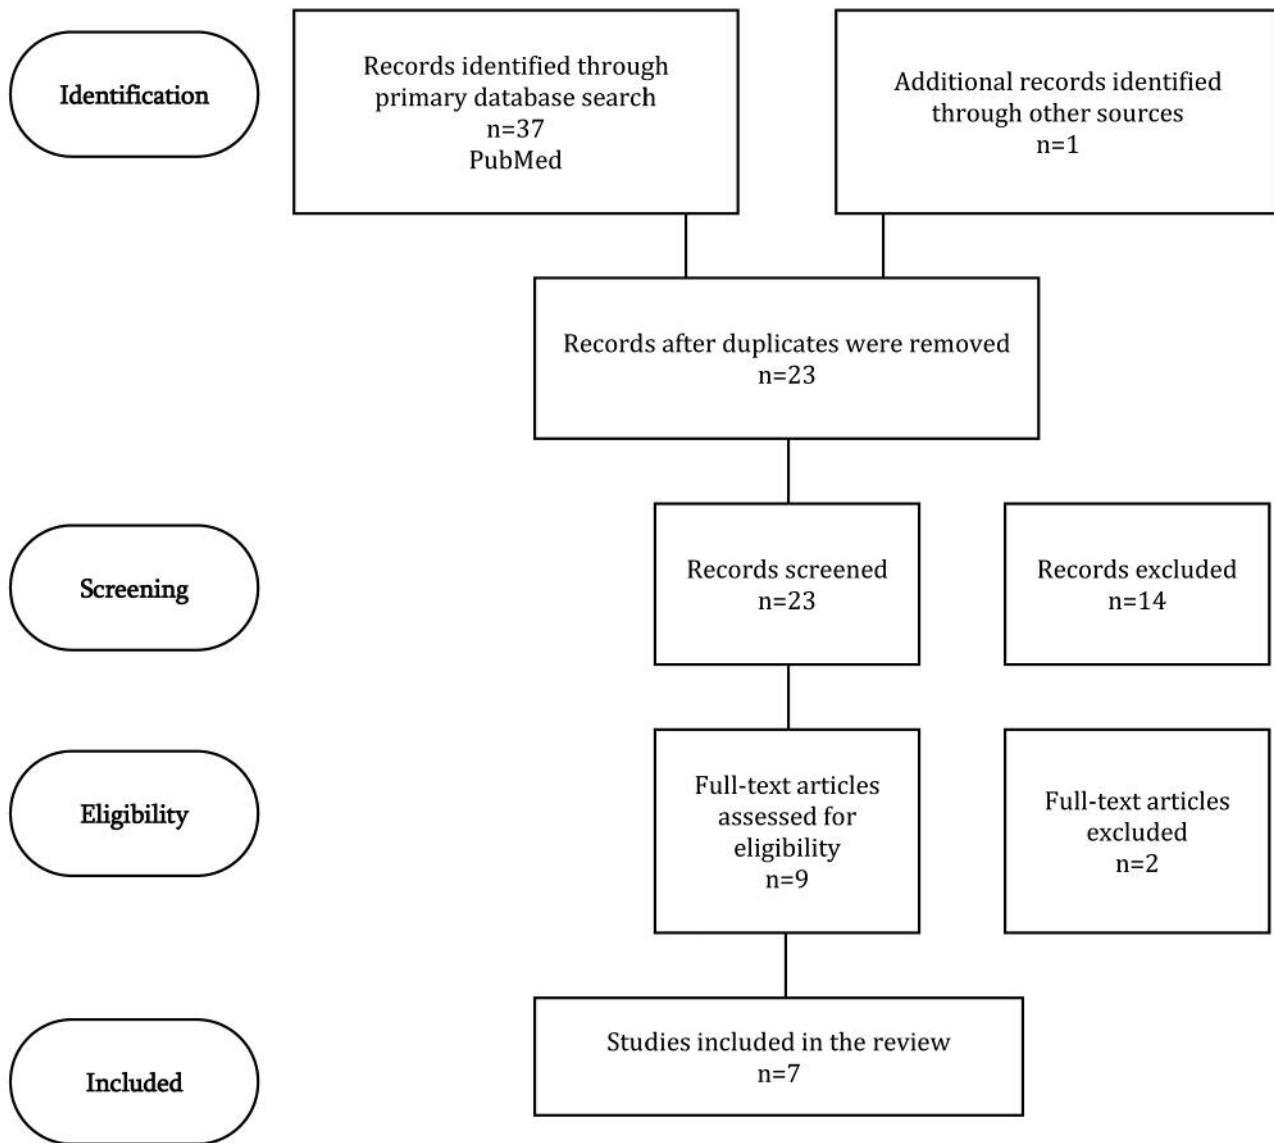 Identification
Records identified through
primary database search
n=37
PubMed
Additional records identified
through other sources
n=1
Records after duplicates were removed
n=23
Screening
Records screened
n=23
Records excluded
n=14
Eligibility
Full-text articles
assessed for
eligibility
n=9
Full-text articles
excluded
n=2
Included
Studies included in the review
n=7